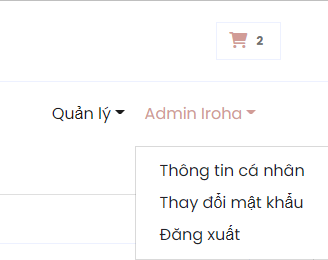 2
Quản lý Admin Iroha
Thông tin cá nhân
Thay đổi mật khẩu
Đăng xuất